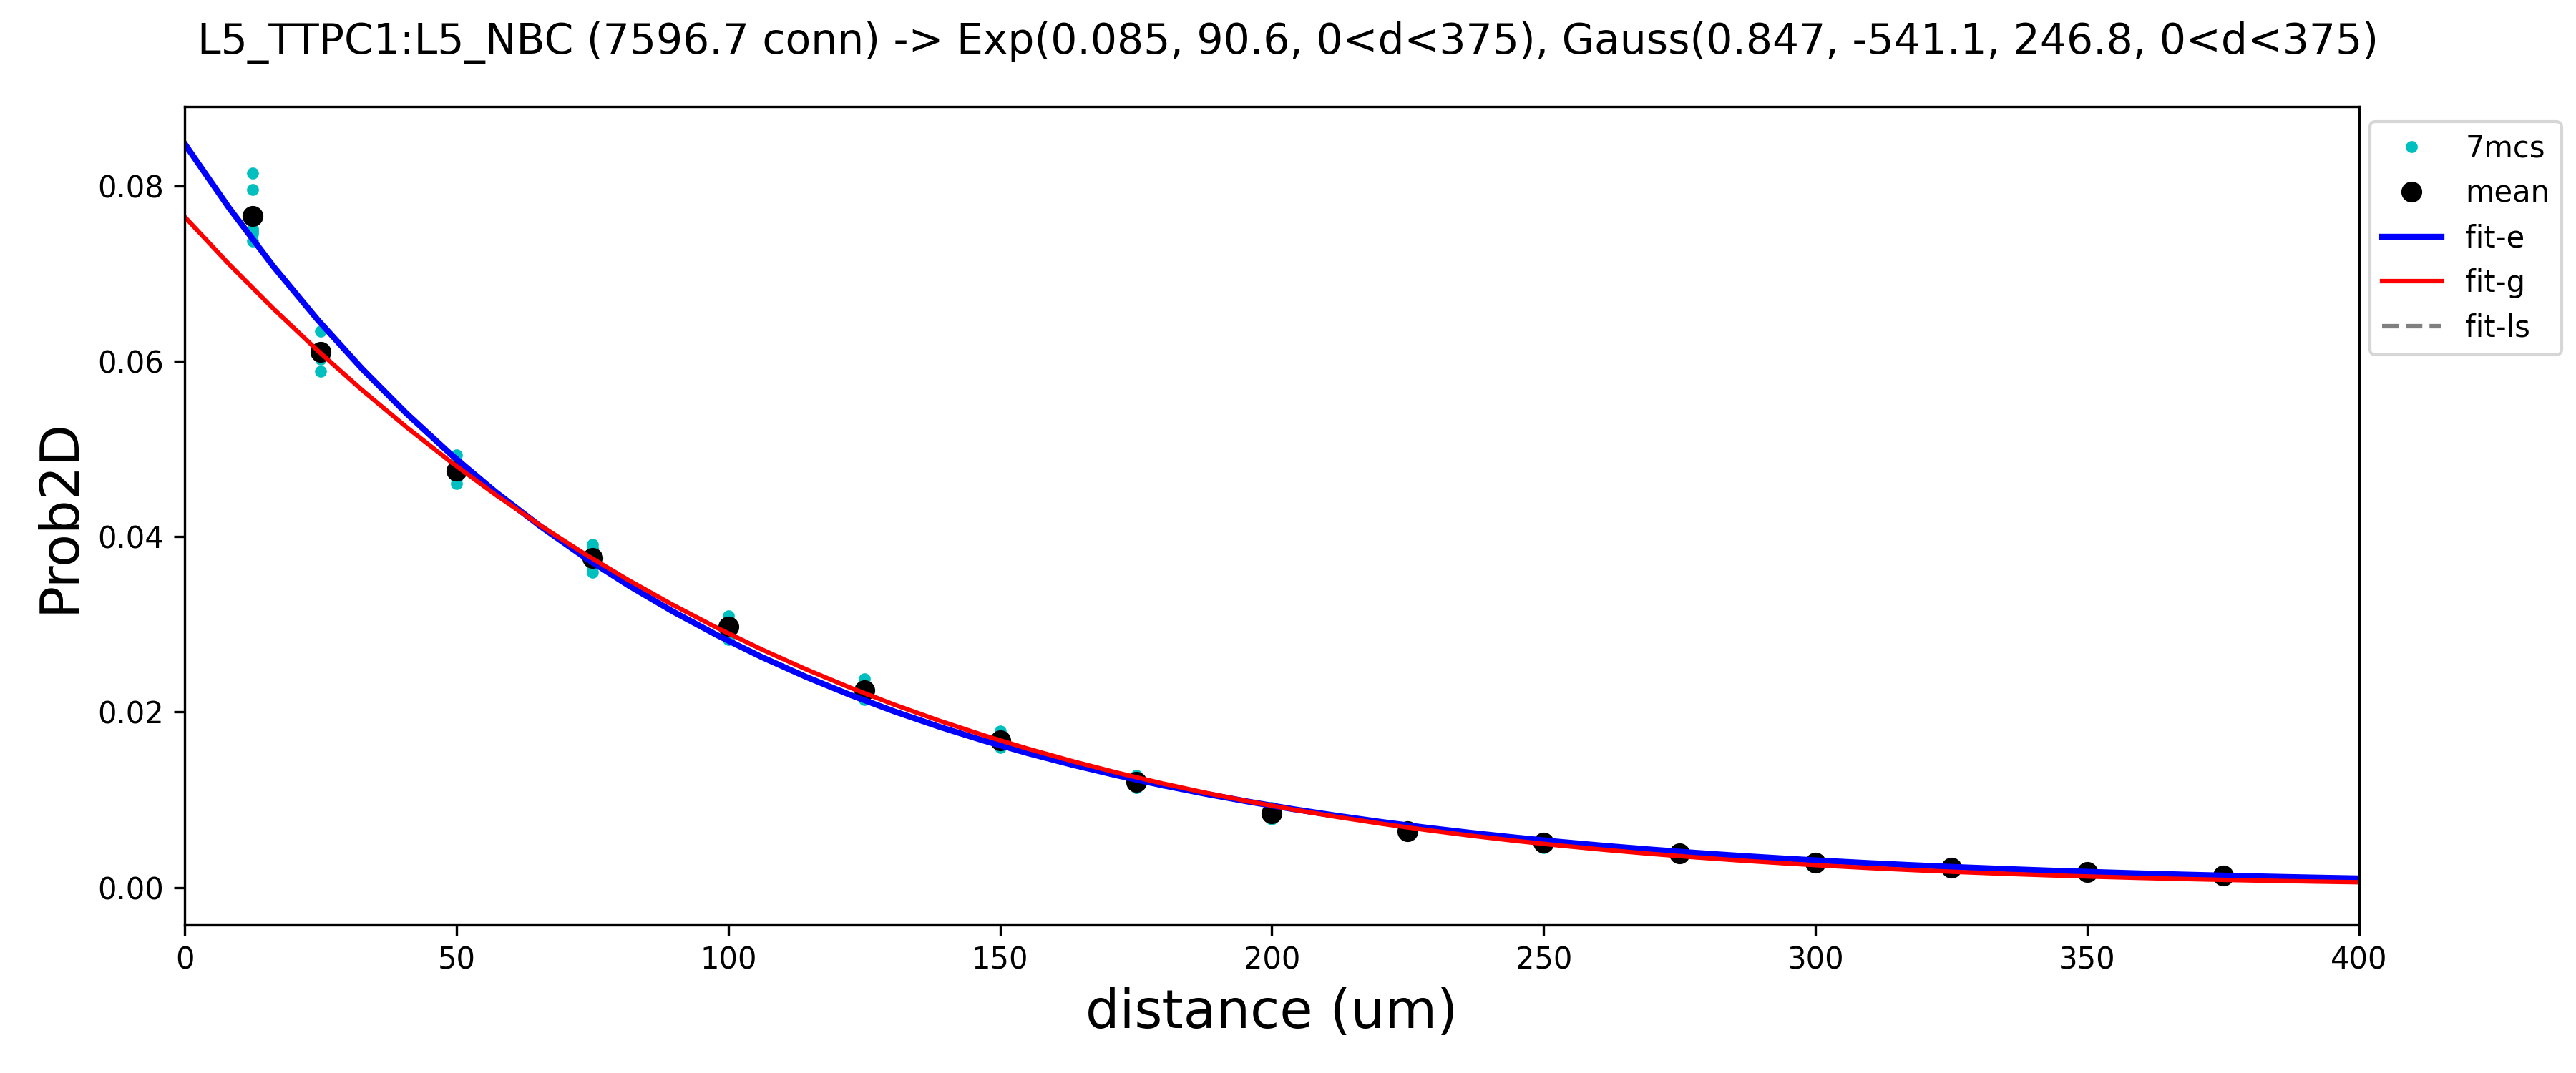 L5_TTPC1:L5_NBC (7596.7 conn) -> Exp(0.085, 90.6, 0<d<375), Gauss(0.847, -541.1, 246.8, 0<d<375)
7mcs
mean
fit-e
fit-g
fit-ls
Prob2D
0.08
0.06
0.04
0.02
0.00
0 50 100 150 200 250 300 350 400
distance (um)